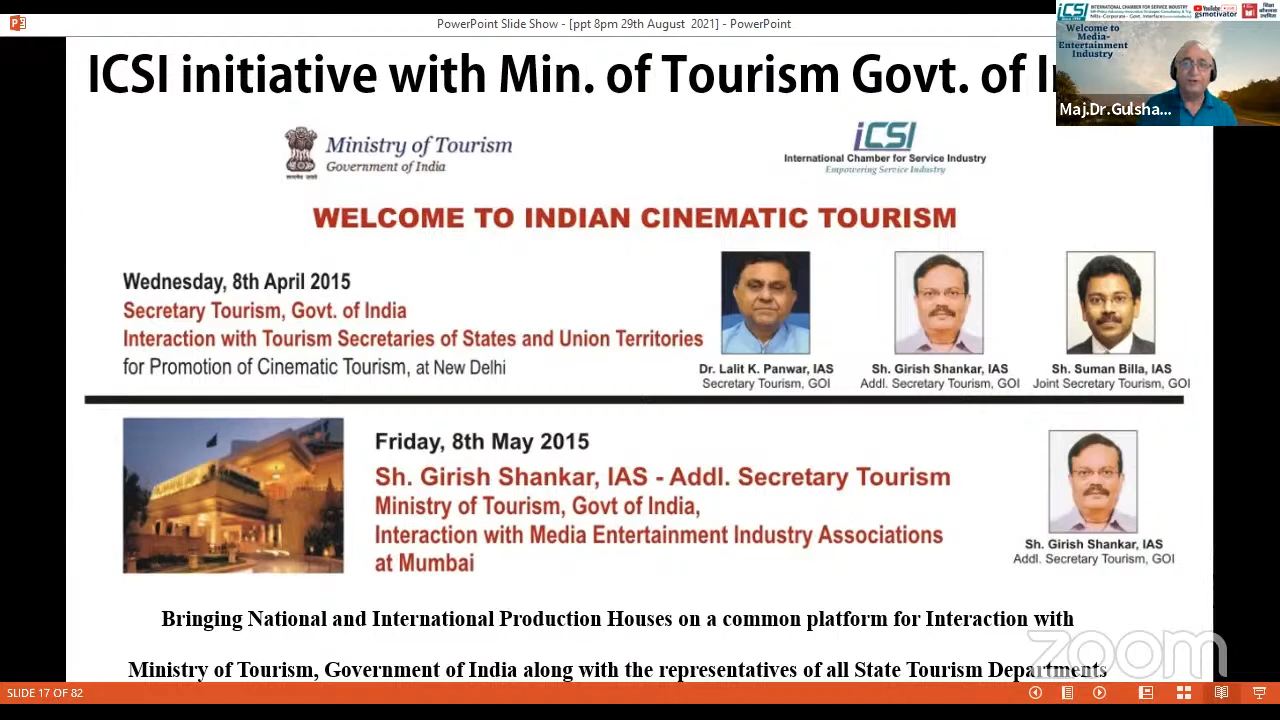 PowerPoint Slide Show - [ppt 8pm 29th August 2021] - PowerPoint
ICSI
INTERNATIONAL CHAMBER FOR SERVICE INDUSTRY
YouTube
gsmotivator
Welcome to
Media-
Entertainment
Industry
Maj.Dr.Gulsha...
ICSI initiative with Min. of Tourism Govt. of I
Ministry of Tourism
Government of India
iCSI
International Chamber for Service Industry
Empowering Service Industry
WELCOME TO INDIAN CINEMATIC TOURISM
Wednesday, 8th April 2015
Secretary Tourism, Govt. of India
Interaction with Tourism Secretaries of States and Union Territories
for Promotion of Cinematic Tourism, at New Delhi
Dr. Lalit K. Panwar, IAS
Secretary Tourism, GOI
Sh. Girish Shankar, IAS
Addl. Secretary Tourism, GOI
Sh. Suman Billa, IAS
Joint Secretary Tourism, GOI
Friday, 8th May 2015
Sh. Girish Shankar, IAS - Addl. Secretary Tourism
Ministry of Tourism, Govt of India,
Interaction with Media Entertainment Industry Associations
at Mumbai
Sh. Girish Shankar, IAS
Addl. Secretary Tourism, GOI
Bringing National and International Production Houses on a common platform for Interaction with
Ministry of Tourism, Government of India along with the representatives of all State Tourism Departments
zoom
SLIDE 17 OF 82